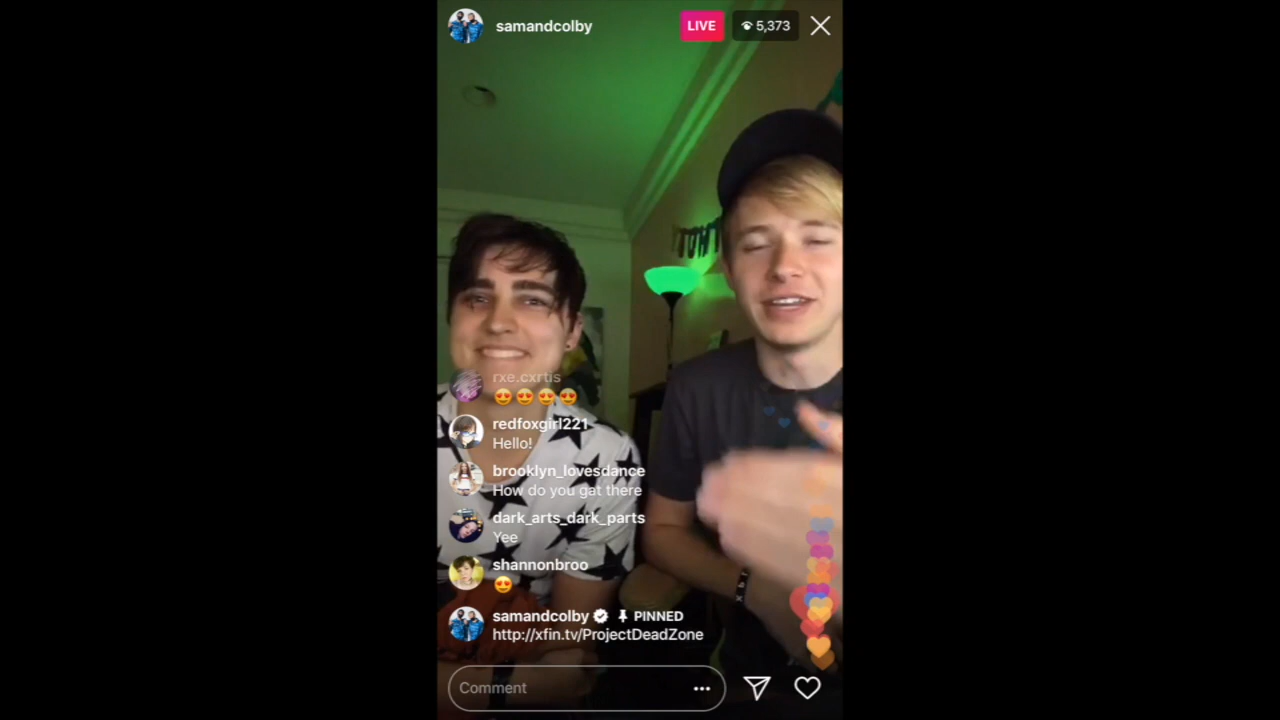 samandcolby
LIVE
5,373
rxe.cxrtis
😍😍😍😍
redfoxgirl221
Hello!
brooklyn_lovesdance
How do you gat there
dark_arts_dark_parts
Yee
shannonbroo
😍
samandcolby PINNED
http://xfin.tv/ProjectDeadZone
Comment